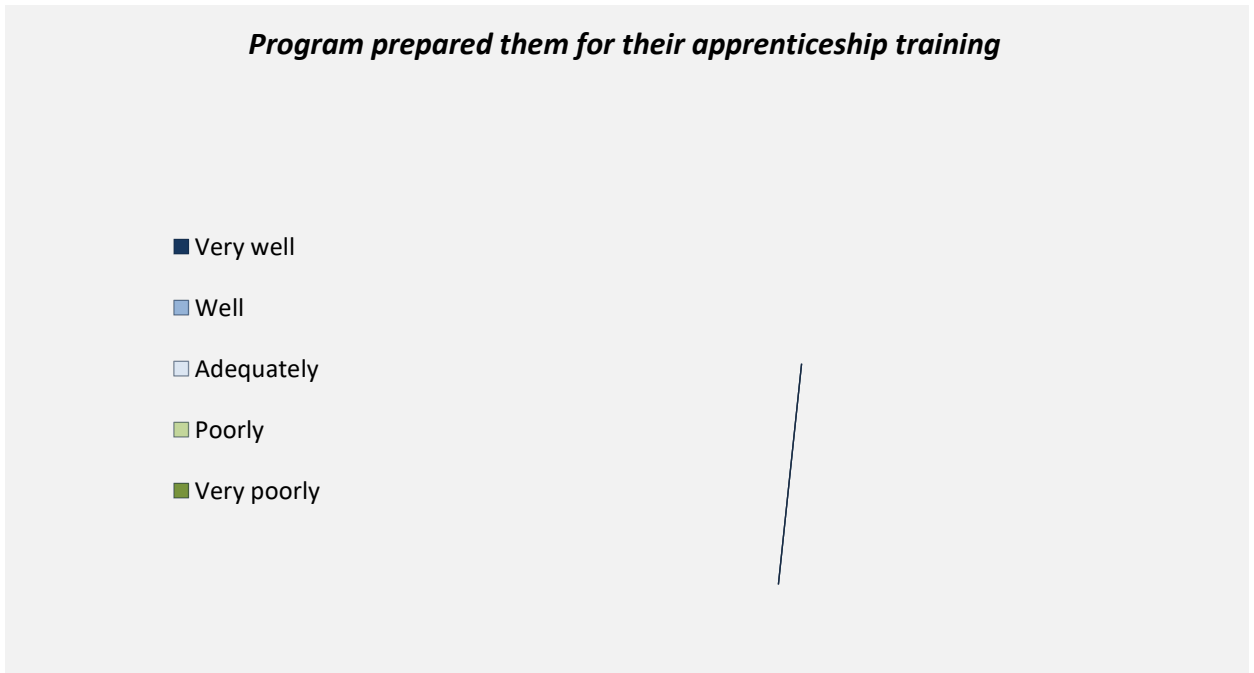 Program prepared them for their apprenticeship training
Very well
Well
Adequately
Poorly
Very poorly